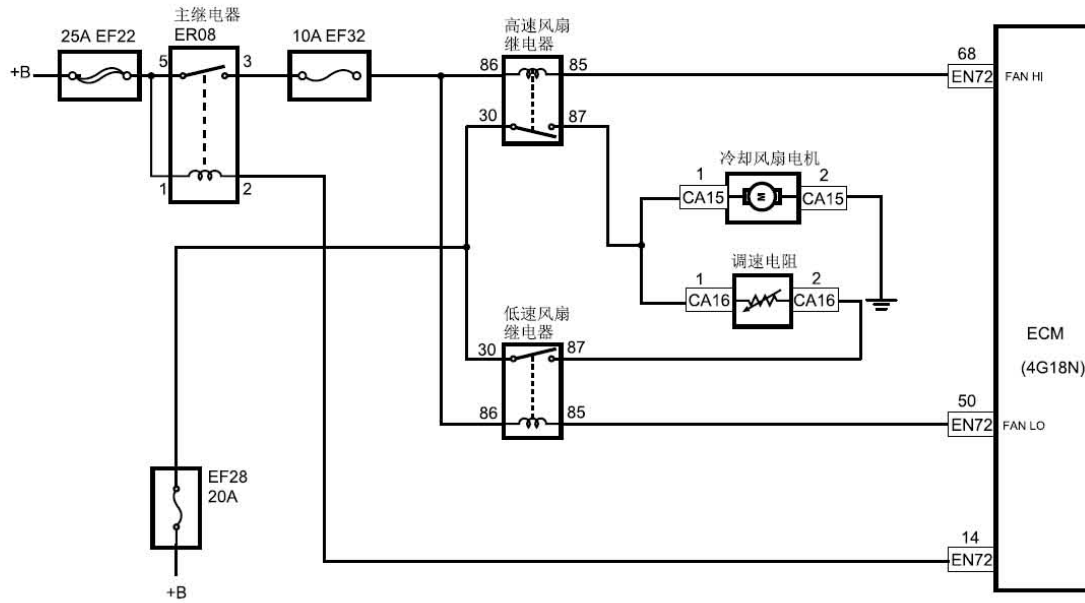 主继电器
ER08
25A EF22
10A EF32
高速风扇
继电器
+B
5
3
86
85
68
EN72
FAN HI
30
87
1
2
冷却风扇电机
1
2
CA15
M
CA15
调速电阻
1
2
CA16
CA16
低速风扇
继电器
30
87
ECM
(4G18N)
86
85
50
EN72
FAN LO
EF28
20A
14
EN72
+B